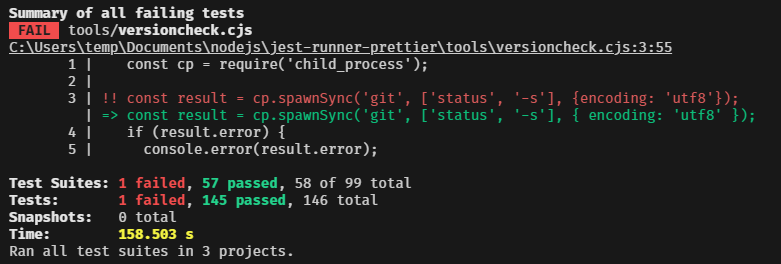 Summary of all failing tests
FAIL tools/versioncheck.cjs
C:\Users\temp\Documents\nodejs\jest-runner-prettier\tools\versioncheck.cjs:3:55
1 | const cp = require('child_process');
2 |
3 | !! const result = cp.spawnSync('git', ['status', '-s'], {encoding: 'utf8'});
| => const result = cp.spawnSync('git', ['status', '-s'], { encoding: 'utf8' });
4 | if (result.error) {
5 | console.error(result.error);
Test Suites: 1 failed, 57 passed, 58 of 99 total
Tests: 1 failed, 145 passed, 146 total
Snapshots: 0 total
Time: 158.503 s
Ran all test suites in 3 projects.